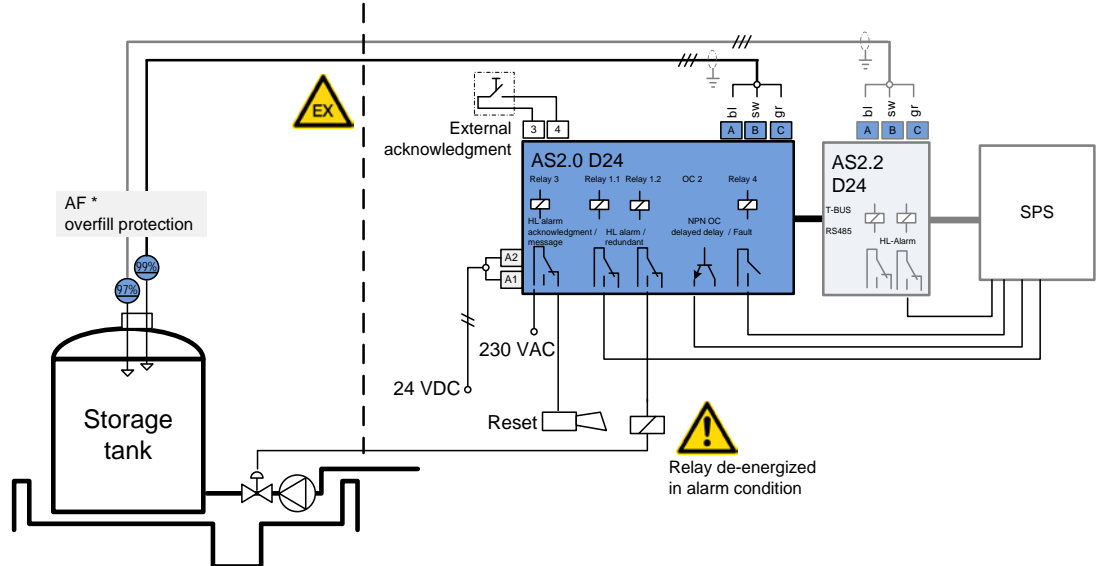 EX
bl
sw
gr
bl
sw
gr
External
acknowledgment
3
4
A
B
C
A
B
C
AS2.0 D24
Relay 3
Relay 1.1
Relay 1.2
OC 2
Relay 4
HL alarm
acknowledgment /
message
HL alarm /
redundant
NPN OC
delayed delay
/ Fault
AS2.2
D24
T-BUS
RS485
HL-Alarm
SPS
AF *
overfill protection
A2
A1
99%
97%
230 VAC
24 VDC
Storage
tank
Reset
Relay de-energized
in alarm condition